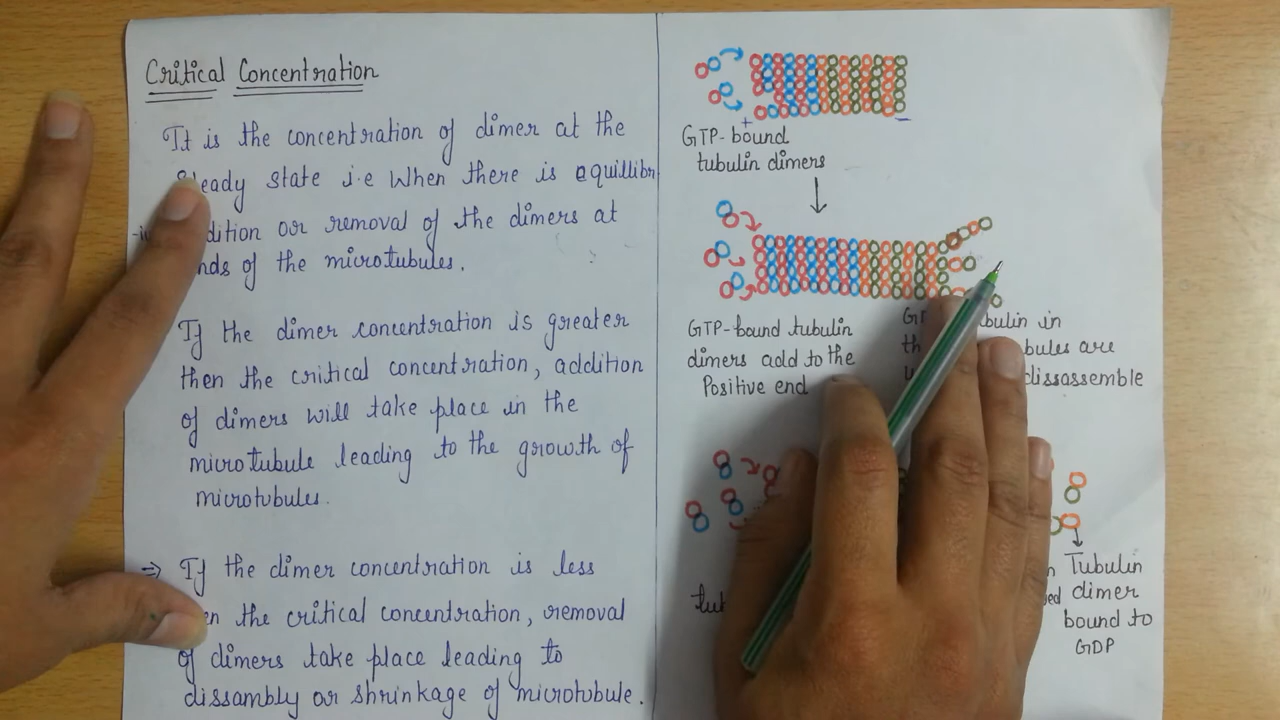 Critical Concentration
It is the concentration of dimer at the
steady state i.e When there is equillibr
of the dimers at
addition or removal
of the microtubules.
If the dimer concentration is greater
then the critical concentration, addition
of dimers will take place in the
microtubule leading to the growth of
microtubules.
⇒ If the dimer concentration is less
the critical concentration, removal
of dimers take place leading to
dissambly or shrinkage of microtubule.
+ −
GTP-bound
tubulin dimers
GTP-bound tubulin
dimers add to the
Positive end
in
are
dissassemble
Tubulin
dimer
bound to
GDP